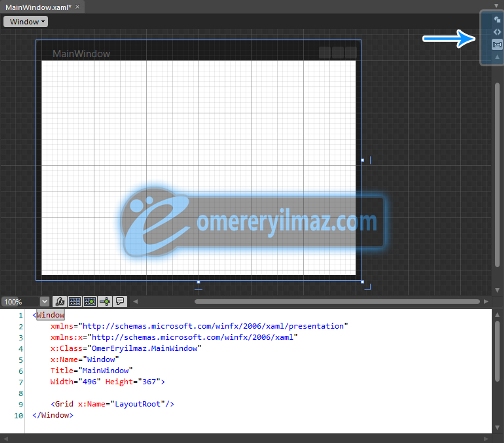 MainWindow.xaml* ×
Window
MainWindow
omereryilmaz.com
100%
1 <Window
2 xmlns="http://schemas.microsoft.com/winfx/2006/xaml/presentation"
3 xmlns:x="http://schemas.microsoft.com/winfx/2006/xaml"
4 x:Class="OmerEryilmaz.MainWindow"
5 x:Name="Window"
6 Title="MainWindow"
7 Width="496" Height="367">
8
9 <Grid x:Name="LayoutRoot"/>
10 </Window>